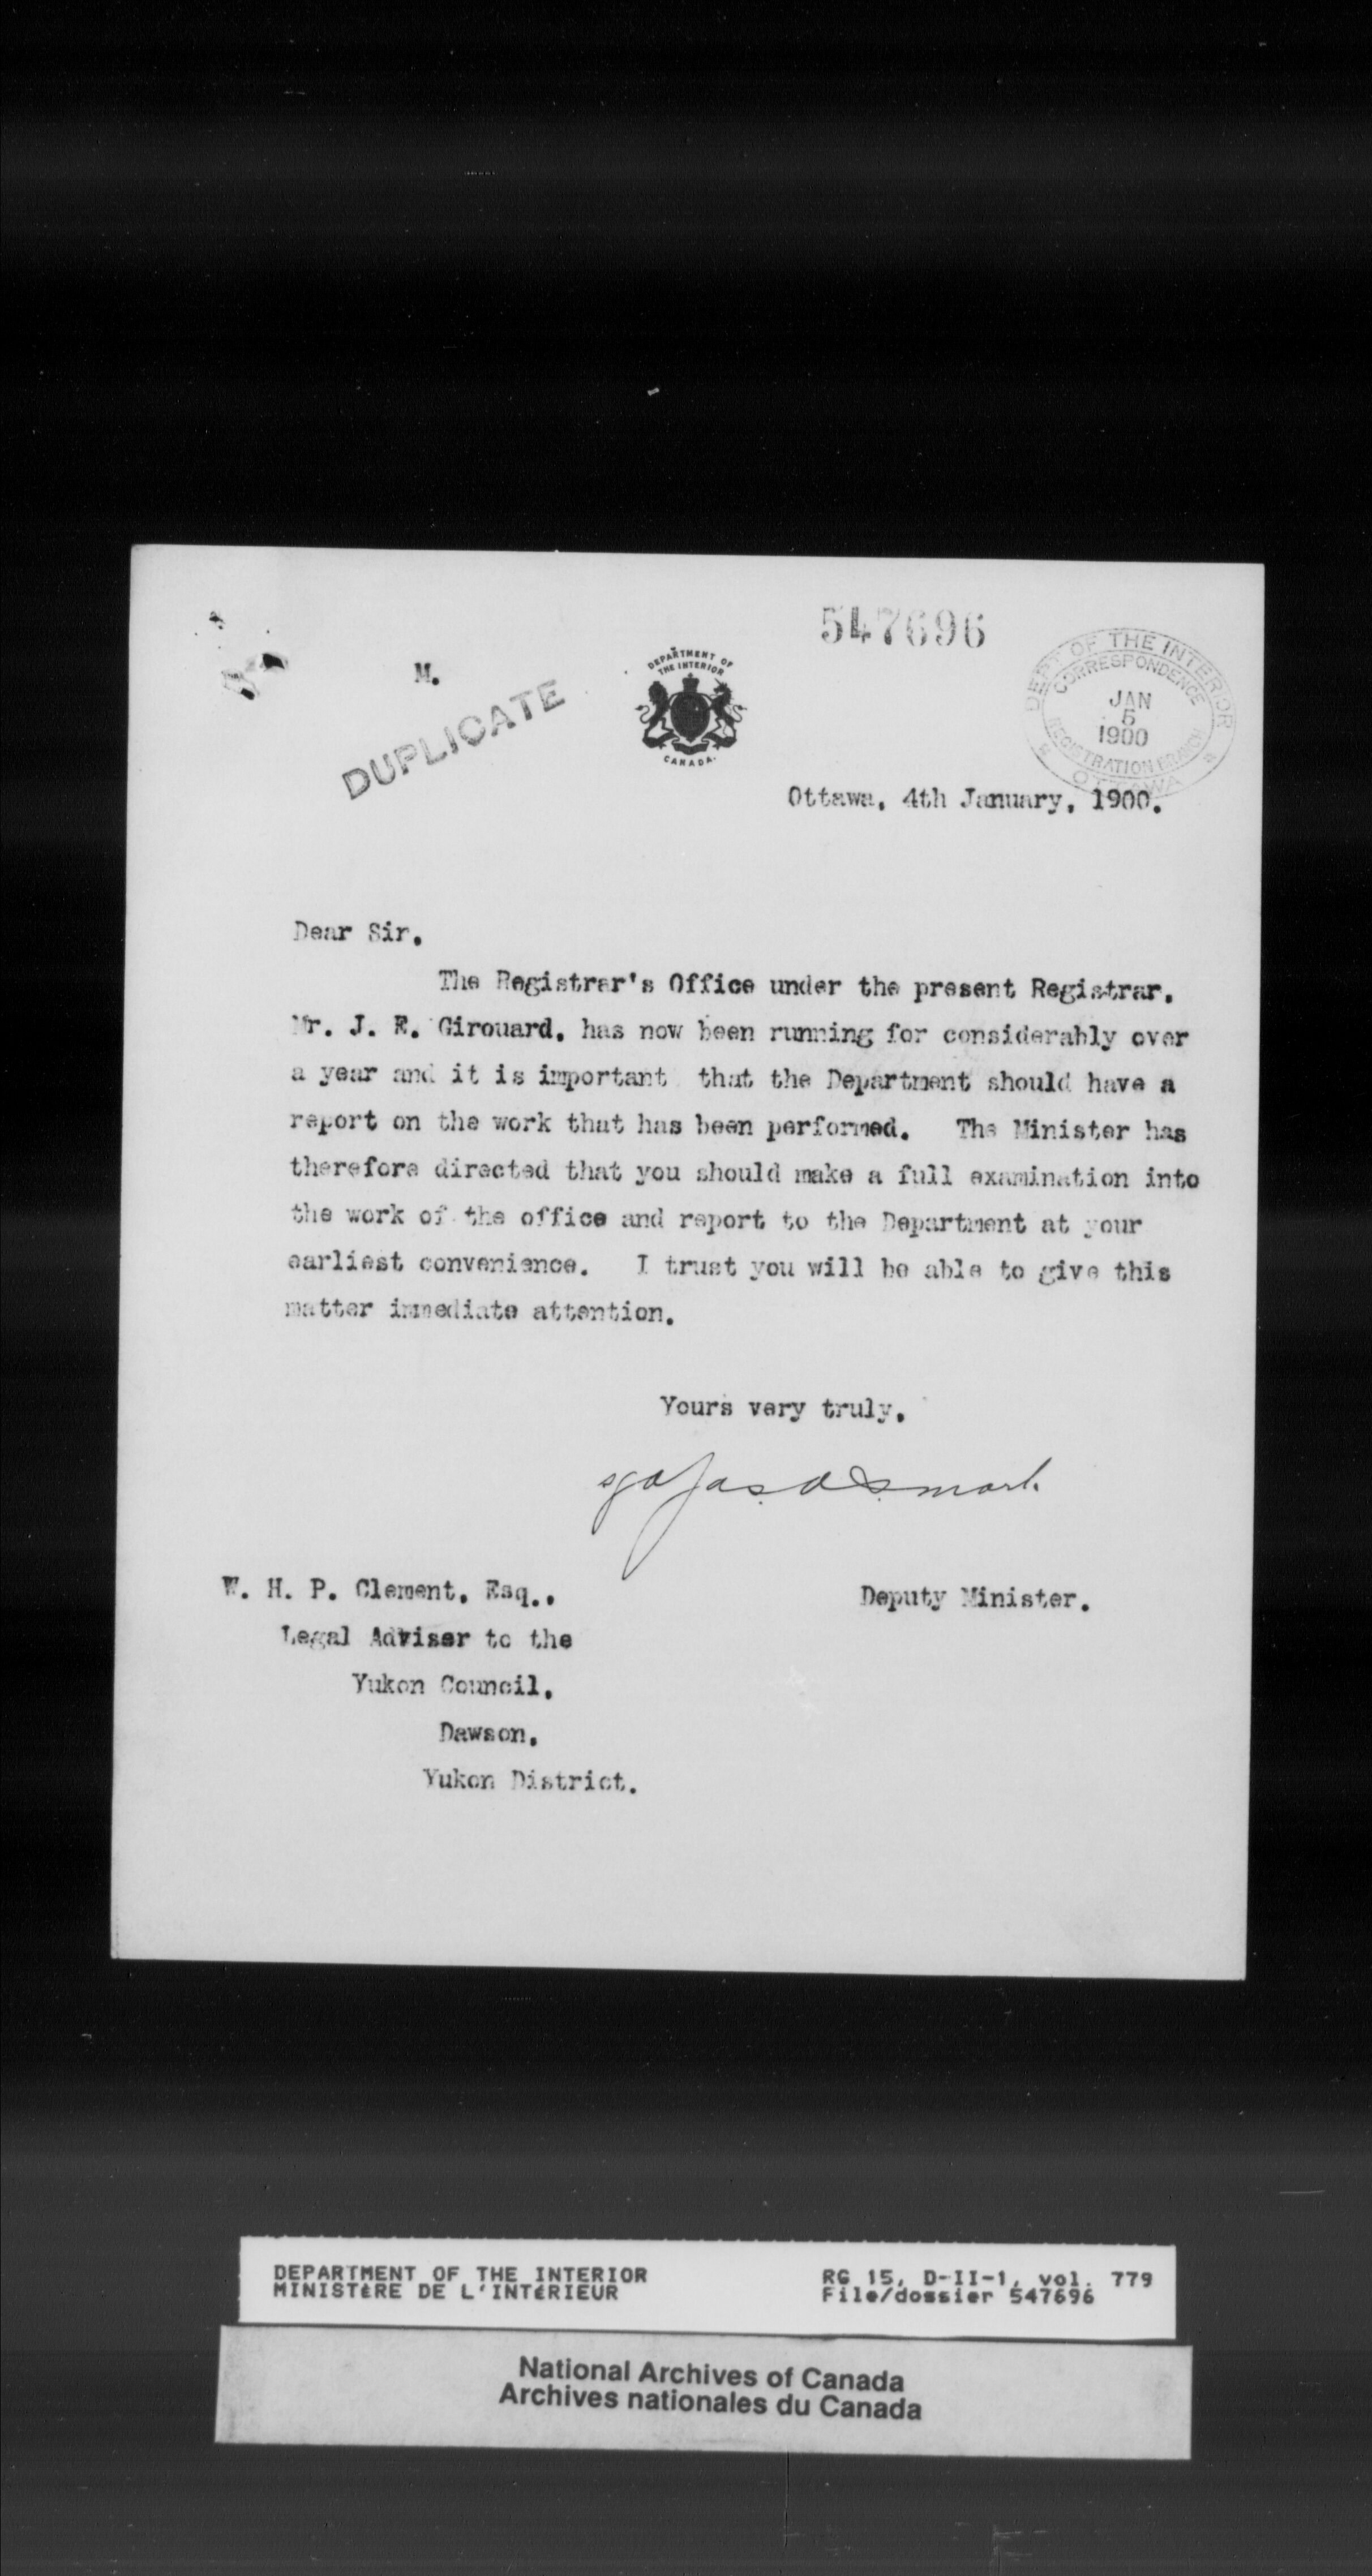 547696
M.
DUPLICATE
DEPARTMENT OF
THE INTERIOR
CANADA.
DEPT OF THE INTERIOR
CORRESPONDENCE
JAN
5
1900
REGISTRATION BRANCH
OTTAWA
Ottawa, 4th January, 1900.
Dear Sir,
The Registrar's Office under the present Registrar,
Mr. J. E. Girouard, has now been running for considerably over
a year and it is important that the Department should have a
report on the work that has been performed. The Minister has
therefore directed that you should make a full examination into
the work of the office and report to the Department at your
earliest convenience. I trust you will be able to give this
matter immediate attention.
Yours very truly,
sgd Jas. A. Smart.
Deputy Minister.
W. H. P. Clement, Esq.,
Legal Adviser to the
Yukon Council,
Dawson,
Yukon District.
DEPARTMENT OF THE INTERIOR
MINISTÈRE DE L'INTÉRIEUR
RG 15, D-II-1, vol. 779
File/dossier 547696
National Archives of Canada
Archives nationales du Canada